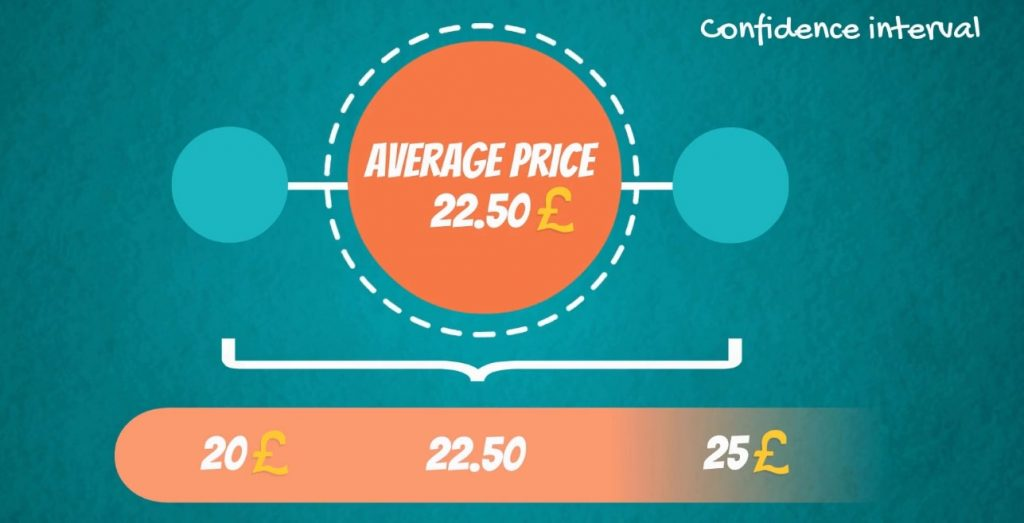 Confidence interval
AVERAGE PRICE
22.50 £
20 £ 22.50 25 £